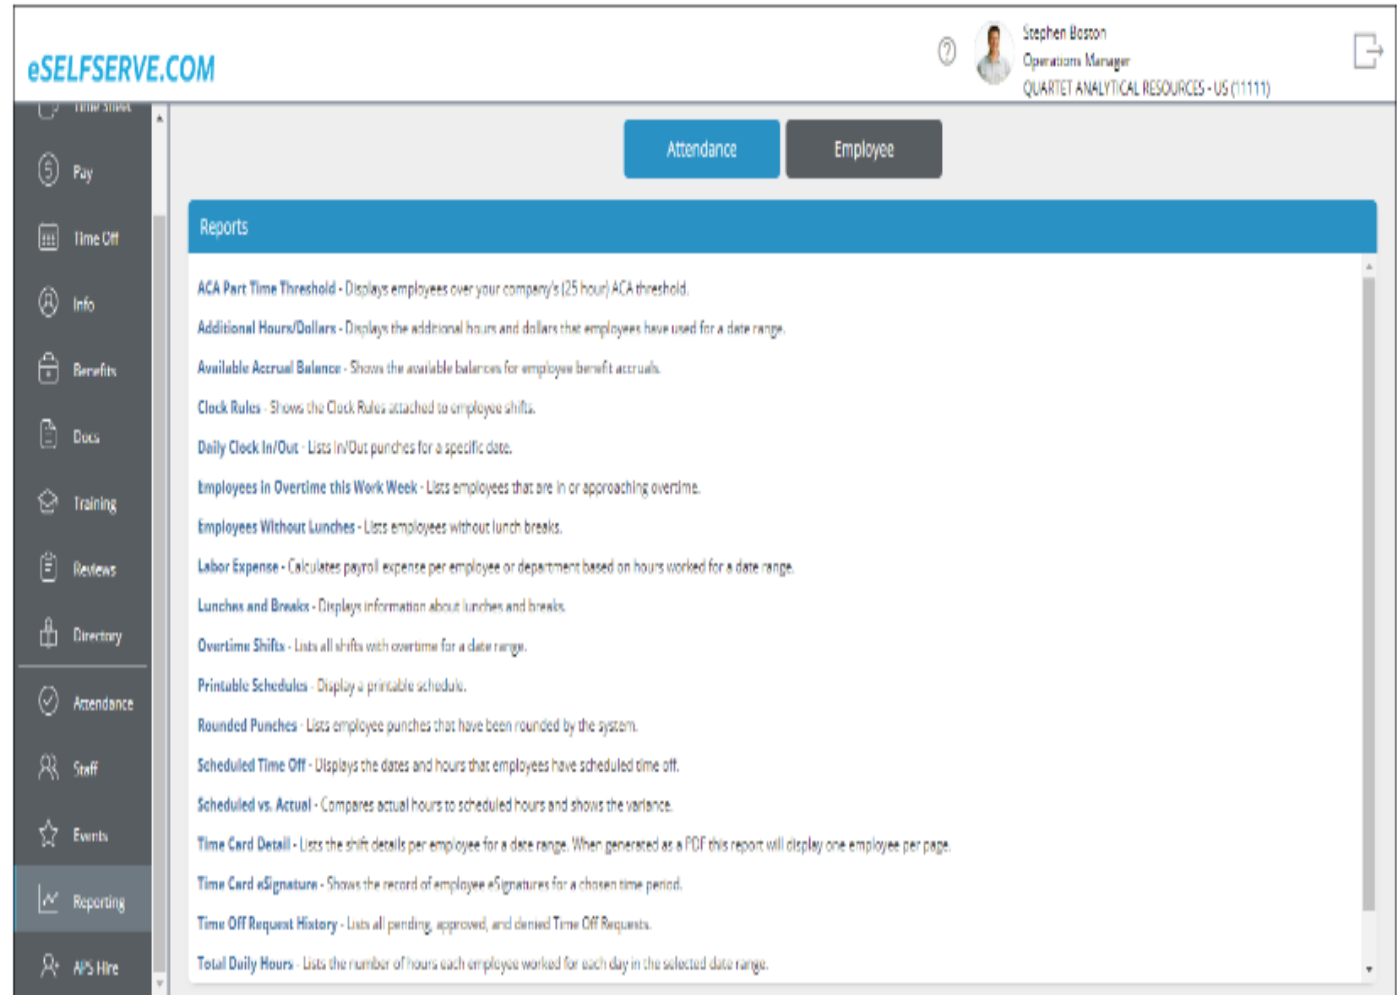 eSELFSERVE.COM
Stephen Boston
Operations Manager
QUARTET ANALYTICAL RESOURCES - US (11111)
Time Sheet
Pay
Time Off
Info
Benefits
Docs
Training
Reviews
Directory
Attendance
Staff
Events
Reporting
APS Hire
Attendance
Employee
Reports
ACA Part Time Threshold - Displays employees over your company's (25 hour) ACA threshold.
Additional Hours/Dollars - Displays the additional hours and dollars that employees have used for a date range.
Available Accrual Balance - Shows the available balances for employee benefit accruals.
Clock Rules - Shows the Clock Rules attached to employee shifts.
Daily Clock In/Out - Lists In/Out punches for a specific date.
Employees in Overtime this Work Week - Lists employees that are in or approaching overtime.
Employees Without Lunches - Lists employees without lunch breaks.
Labor Expense - Calculates payroll expense per employee or department based on hours worked for a date range.
Lunches and Breaks - Displays information about lunches and breaks.
Overtime Shifts - Lists all shifts with overtime for a date range.
Printable Schedules - Display a printable schedule.
Rounded Punches - Lists employee punches that have been rounded by the system.
Scheduled Time Off - Displays the dates and hours that employees have scheduled time off.
Scheduled vs. Actual - Compares actual hours to scheduled hours and shows the variance.
Time Card Detail - Lists the shift details per employee for a date range. When generated as a PDF this report will display one employee per page.
Time Card eSignature - Shows the record of employee eSignatures for a chosen time period.
Time Off Request History - Lists all pending, approved, and denied Time Off Requests.
Total Daily Hours - Lists the number of hours each employee worked for each day in the selected date range.